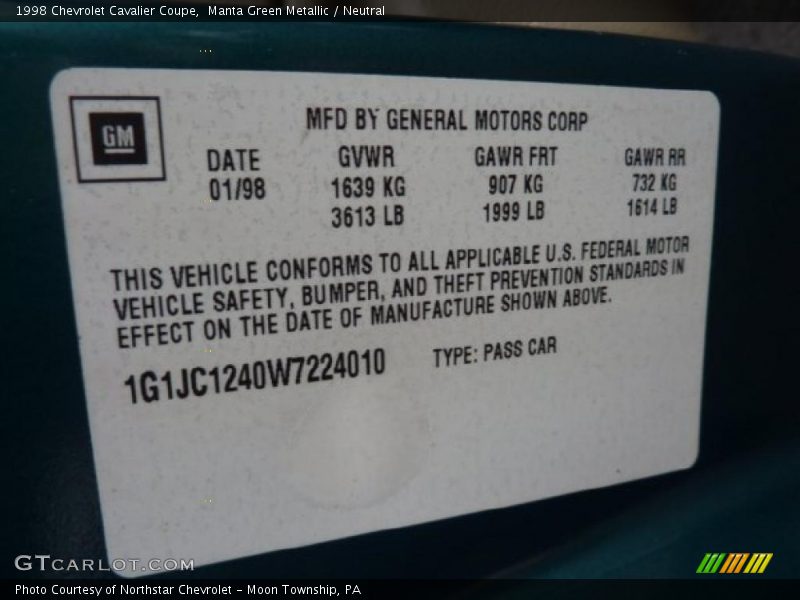 1998 Chevrolet Cavalier Coupe, Manta Green Metallic / Neutral
GM
MFD BY GENERAL MOTORS CORP
DATE GVWR GAWR FRT GAWR RR
01/98 1639 KG 907 KG 732 KG
3613 LB 1999 LB 1614 LB
THIS VEHICLE CONFORMS TO ALL APPLICABLE U.S. FEDERAL MOTOR
VEHICLE SAFETY, BUMPER, AND THEFT PREVENTION STANDARDS IN
EFFECT ON THE DATE OF MANUFACTURE SHOWN ABOVE.
1G1JC1240W7224010 TYPE: PASS CAR
GTCARLOT.COM
Photo Courtesy of Northstar Chevrolet - Moon Township, PA